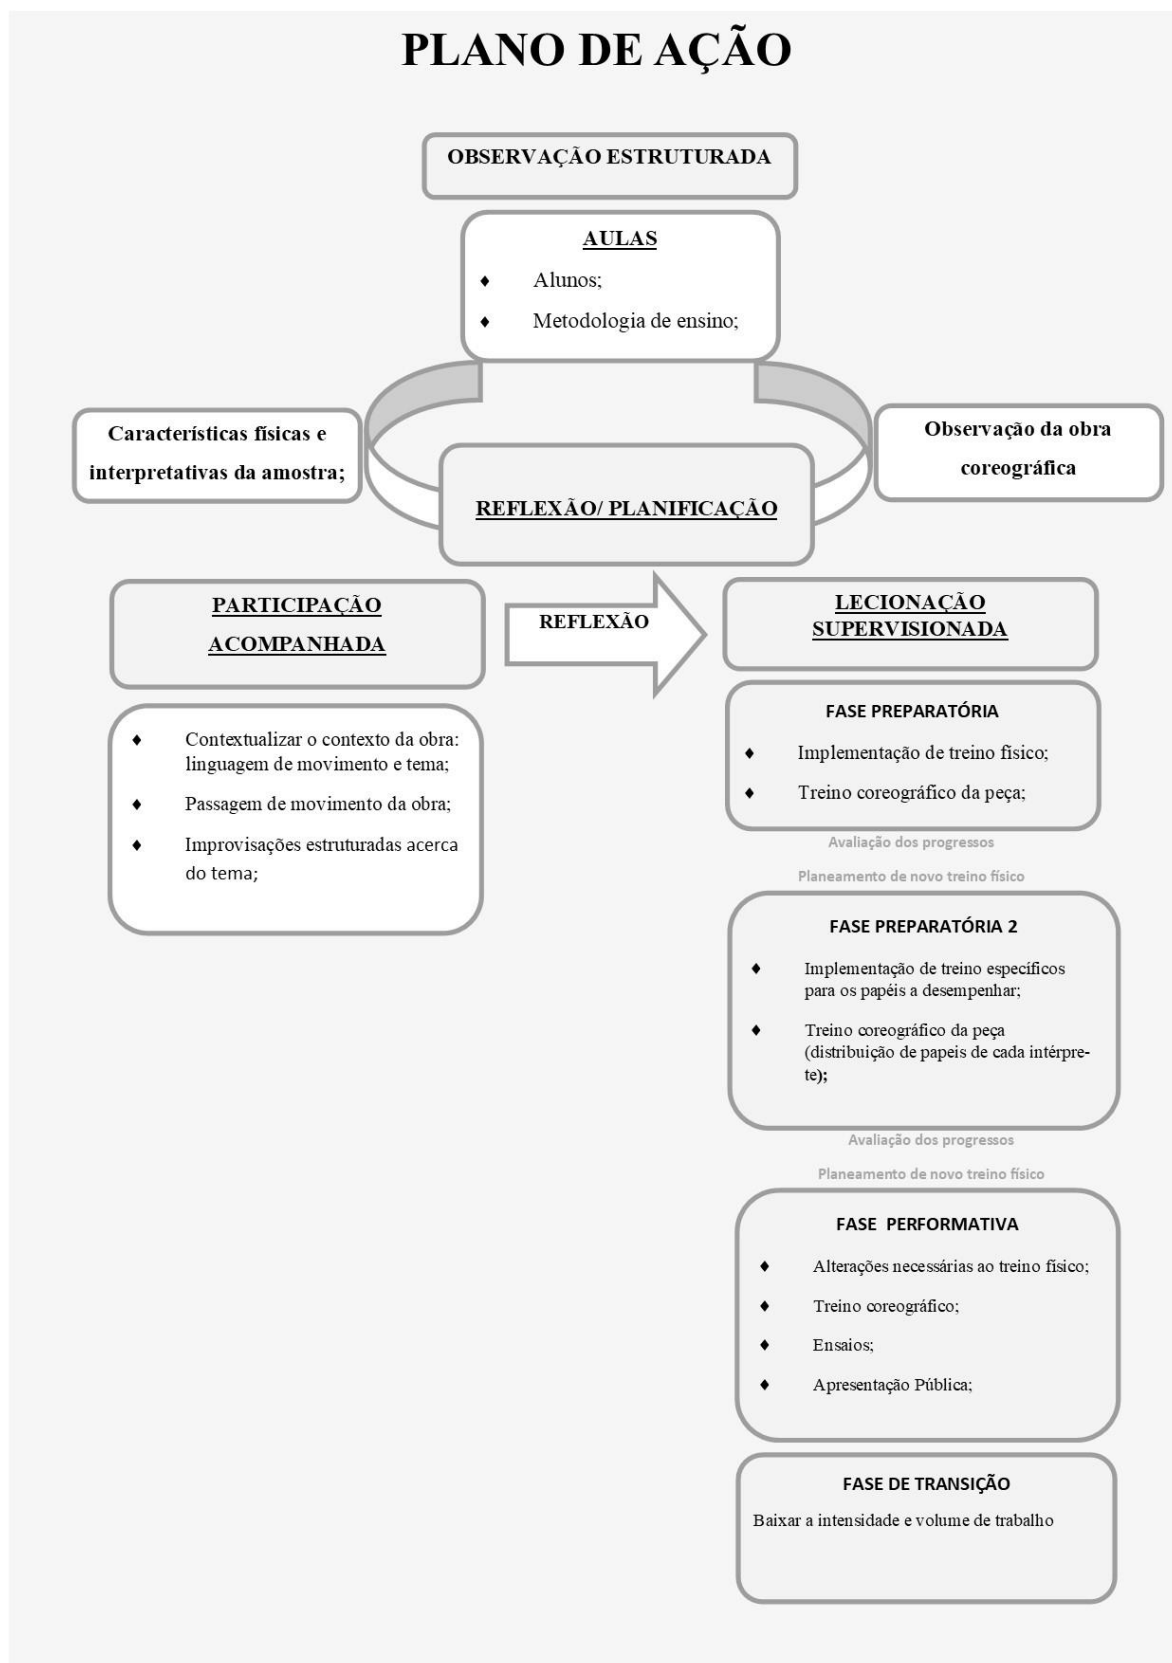 PLANO DE AÇÃO
OBSERVAÇÃO ESTRUTURADA
AULAS
♦ Alunos;
♦ Metodologia de ensino;
Características físicas e
interpretativas da amostra;
Observação da obra
coreográfica
REFLEXÃO/ PLANIFICAÇÃO
PARTICIPAÇÃO
ACOMPANHADA
REFLEXÃO
LECIONAÇÃO
SUPERVISIONADA
♦ Contextualizar o contexto da obra:
linguagem de movimento e tema;
♦ Passagem de movimento da obra;
♦ Improvisações estruturadas acerca
do tema;
FASE PREPARATÓRIA
♦ Implementação de treino físico;
♦ Treino coreográfico da peça;
Avaliação dos progressos
Planeamento de novo treino físico
FASE PREPARATÓRIA 2
♦ Implementação de treino específicos
para os papéis a desempenhar;
♦ Treino coreográfico da peça
(distribuição de papeis de cada intérpre-
te);
Avaliação dos progressos
Planeamento de novo treino físico
FASE PERFORMATIVA
♦ Alterações necessárias ao treino físico;
♦ Treino coreográfico;
♦ Ensaios;
♦ Apresentação Pública;
FASE DE TRANSIÇÃO
Baixar a intensidade e volume de trabalho